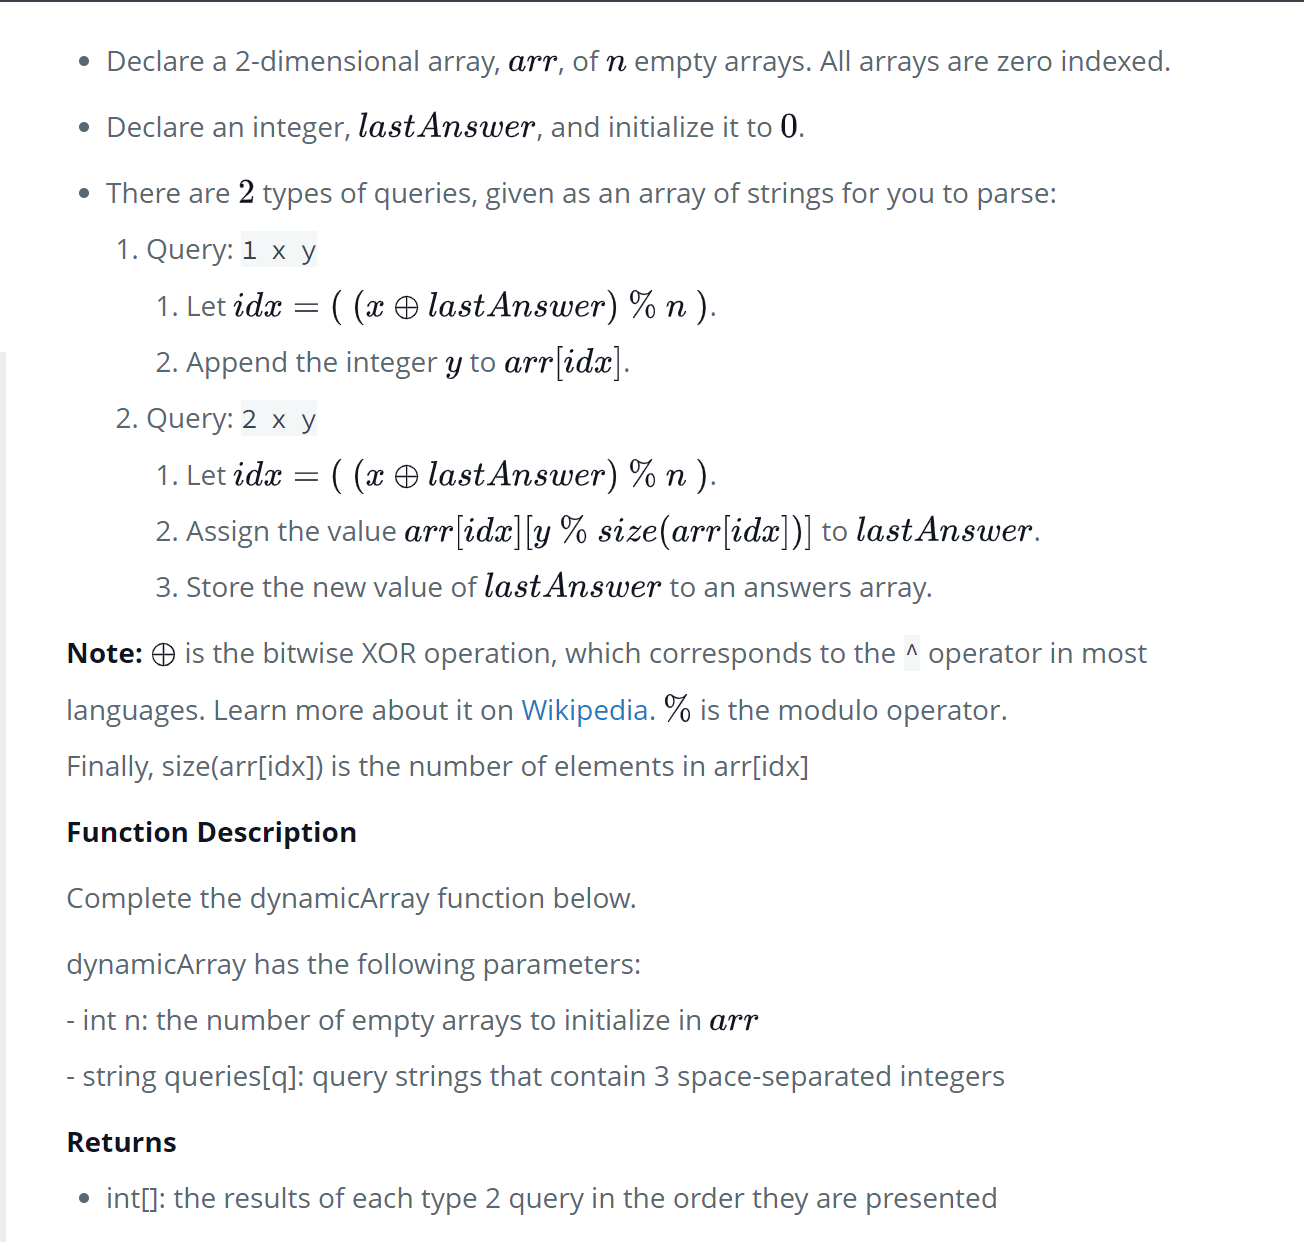 • Declare a 2-dimensional array, arr, of n empty arrays. All arrays are zero indexed.
• Declare an integer, lastAnswer, and initialize it to 0.
• There are 2 types of queries, given as an array of strings for you to parse:
1. Query: 1 x y
1. Let idx = ( (x ⊕ lastAnswer) % n ).
2. Append the integer y to arr[idx].
2. Query: 2 x y
1. Let idx = ( (x ⊕ lastAnswer) % n ).
2. Assign the value arr[idx][y % size(arr[idx])] to lastAnswer.
3. Store the new value of lastAnswer to an answers array.
Note: ⊕ is the bitwise XOR operation, which corresponds to the ^ operator in most
languages. Learn more about it on Wikipedia. % is the modulo operator.
Finally, size(arr[idx]) is the number of elements in arr[idx]
Function Description
Complete the dynamicArray function below.
dynamicArray has the following parameters:
- int n: the number of empty arrays to initialize in arr
- string queries[q]: query strings that contain 3 space-separated integers
Returns
• int[]: the results of each type 2 query in the order they are presented